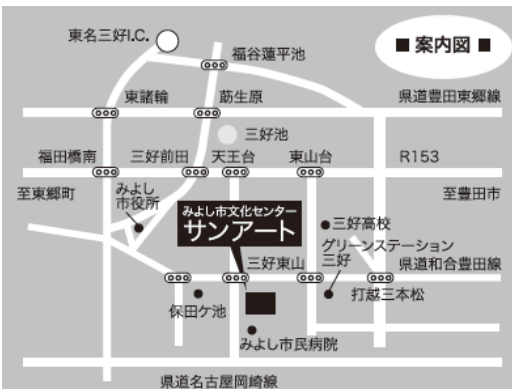 ■ 案内図 ■
東名三好I.C.
福谷蓮平池
東諸輪
莇生原
県道豊田東郷線
三好池
福田橋南
三好前田
天王台
東山台
R153
至東郷町
みよし
市役所
至豊田市
みよし市文化センター
サンアート
三好高校
グリーンステーション
三好
三好東山
県道和合豊田線
保田ケ池
打越三本松
みよし市民病院
県道名古屋岡崎線